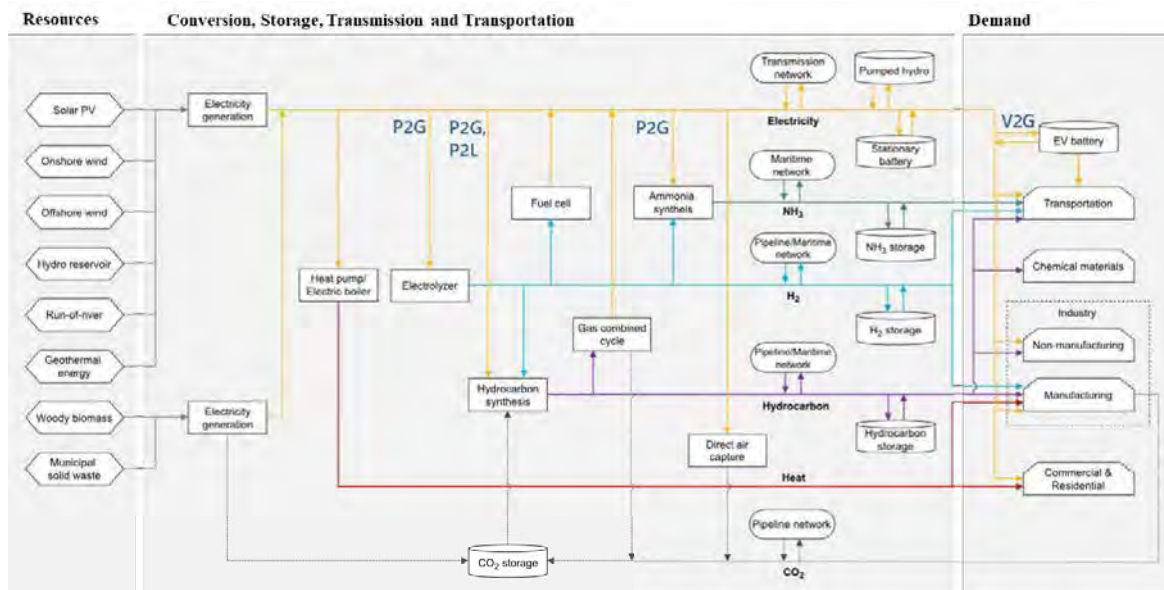 Resources
Conversion, Storage, Transmission and Transportation
Demand
Solar PV
Onshore wind
Offshore wind
Hydro reservoir
Run-of-river
Geothermal
energy
Woody biomass
Municipal
solid waste
Electricity
generation
Electricity
generation
P2G
P2G,
P2L
P2G
V2G
Heat pump/
Electric boiler
Electrolyzer
Hydrocarbon
synthesis
Fuel cell
Gas combined
cycle
Ammonia
syntheis
Direct air
capture
CO2 storage
Transmission
network
Pumped hydro
Electricity
Stationary
battery
Maritime
network
NH3
NH3 storage
Pipeline/Maritime
network
H2
H2 storage
Pipeline/Maritime
network
Hydrocarbon
Hydrocarbon
storage
Heat
Pipeline network
CO2
EV battery
Transportation
Chemical materials
Industry
Non-manufacturing
Manufacturing
Commercial &
Residential